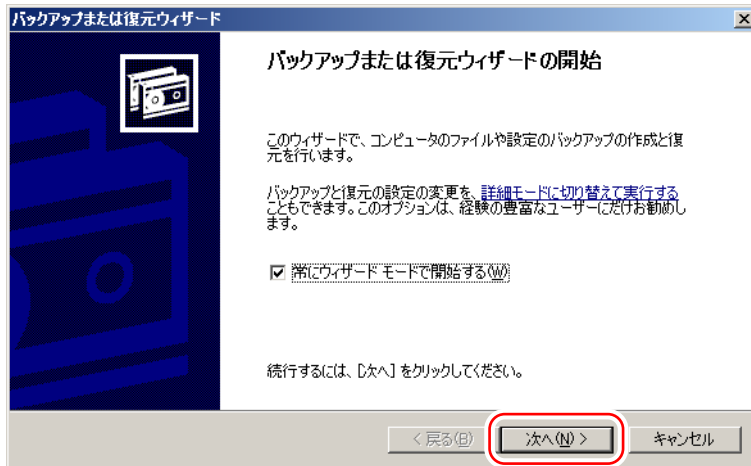 バックアップまたは復元ウィザード
バックアップまたは復元ウィザードの開始
このウィザードで、コンピュータのファイルや設定のバックアップの作成と復
元を行います。
バックアップと復元の設定の変更を、詳細モードに切り替えて実行する
こともできます。このオプションは、経験の豊富なユーザーにだけお勧めし
ます。
常にウィザード モードで開始する(W)
続行するには、[次へ] をクリックしてください。
< 戻る(B)
次へ(N) >
キャンセル